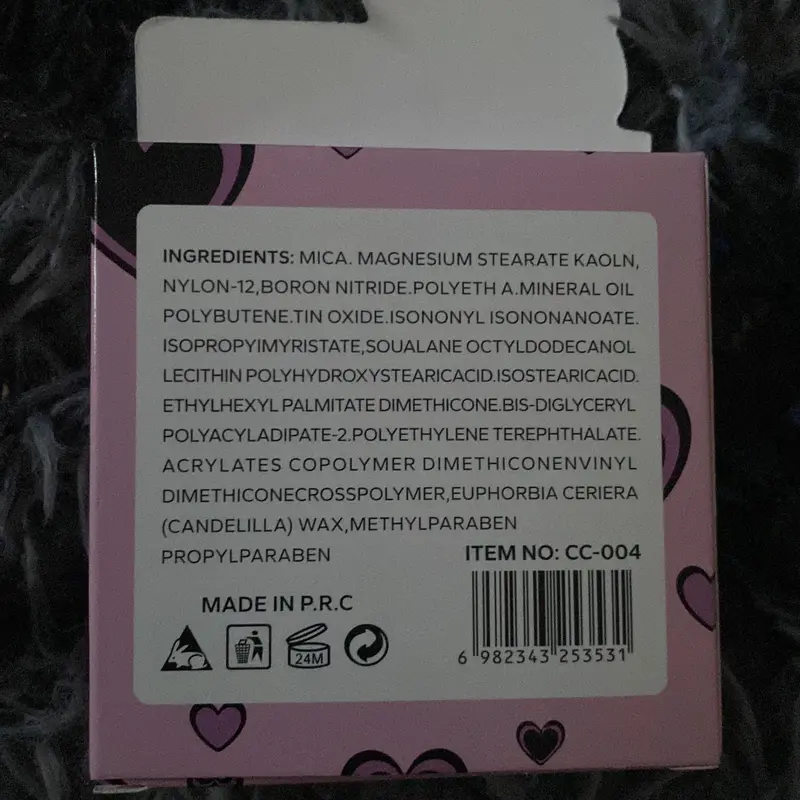 INGREDIENTS: MICA. MAGNESIUM STEARATE KAOLN,
NYLON-12,BORON NITRIDE.POLYETH A.MINERAL OIL
POLYBUTENE.TIN OXIDE.ISONONYL ISONONANOATE.
ISOPROPYIMYRISTATE,SOUALANE OCTYLDODECANOL
LECITHIN POLYHYDROXYSTEARICACID.ISOSTEARICACID.
ETHYLHEXYL PALMITATE DIMETHICONE.BIS-DIGLYCERYL
POLYACYLADIPATE-2.POLYETHYLENE TEREPHTHALATE.
ACRYLATES COPOLYMER DIMETHICONENVINYL
DIMETHICONECROSSPOLYMER,EUPHORBIA CERIERA
(CANDELILLA) WAX,METHYLPARABEN
PROPYLPARABEN
ITEM NO: CC-004
MADE IN P.R.C
24M
6 982343 253531